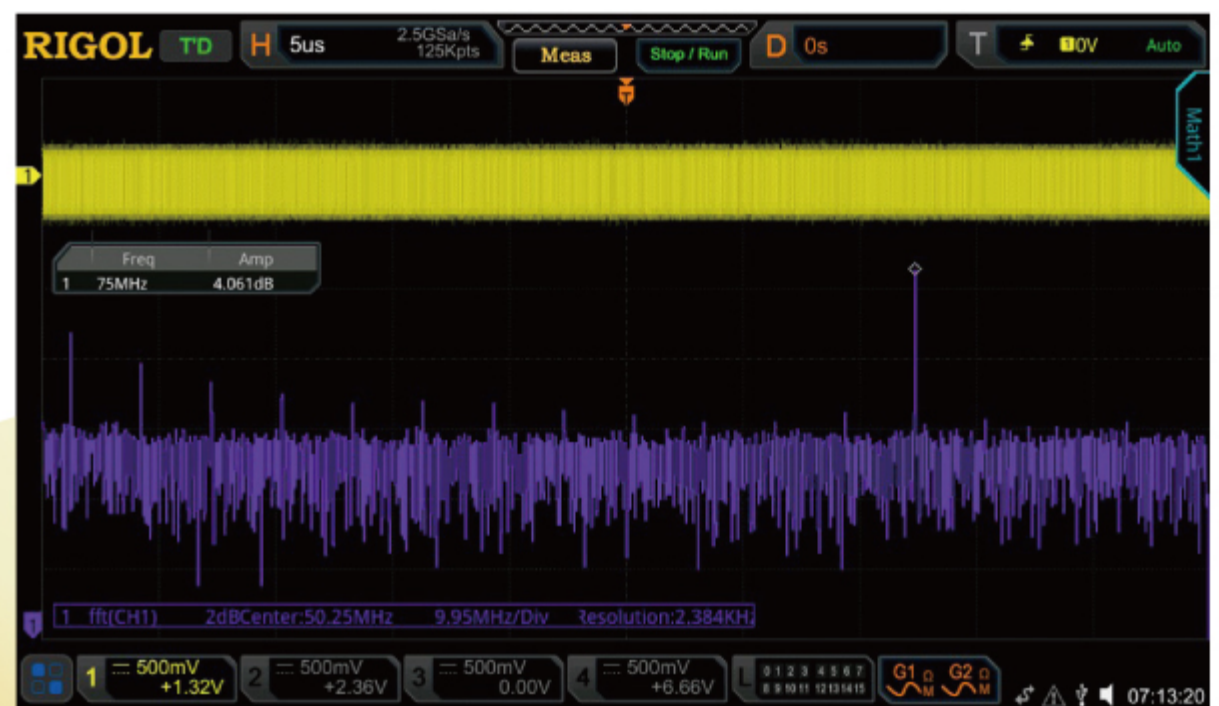 RIGOL T'D H 5us 2.5GSa/s 125Kpts Meas Stop / Run D 0s T 1 0V Auto
T
Math1
1
Freq Amp
1 75MHz 4.061dB
1 fft(CH1) 2dBCenter:50.25MHz 9.95MHz/Div Resolution:2.384KHz
1
1 500mV +1.32V 2 500mV +2.36V 3 500mV 0.00V 4 500mV +6.66V L 0 1 2 3 4 5 6 7 8 9 10 11 12 13 14 15 G1 Ω M G2 Ω M 07:13:20